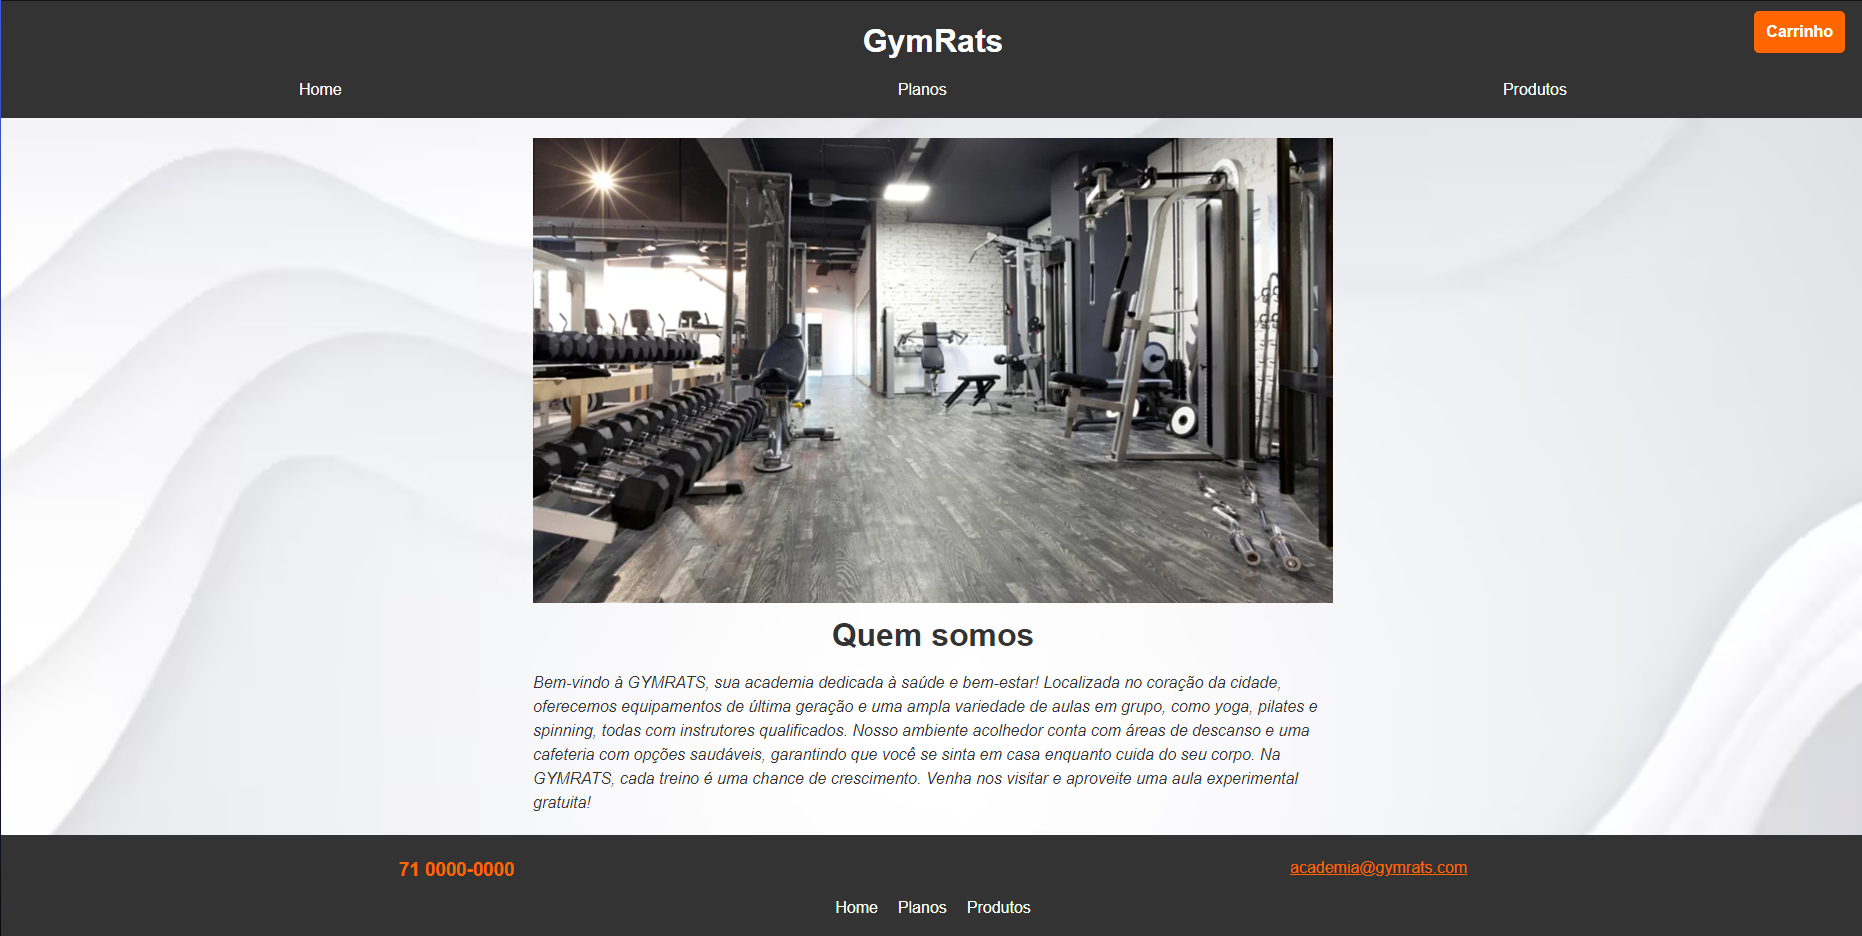 GymRats
Carrinho
Home
Planos
Produtos
Quem somos
Bem-vindo à GYMRATS, sua academia dedicada à saúde e bem-estar! Localizada no coração da cidade,
oferecemos equipamentos de última geração e uma ampla variedade de aulas em grupo, como yoga, pilates e
spinning, todas com instrutores qualificados. Nosso ambiente acolhedor conta com áreas de descanso e uma
cafeteria com opções saudáveis, garantindo que você se sinta em casa enquanto cuida do seu corpo. Na
GYMRATS, cada treino é uma chance de crescimento. Venha nos visitar e aproveite uma aula experimental
gratuita!
71 0000-0000
academia@gymrats.com
Home Planos Produtos